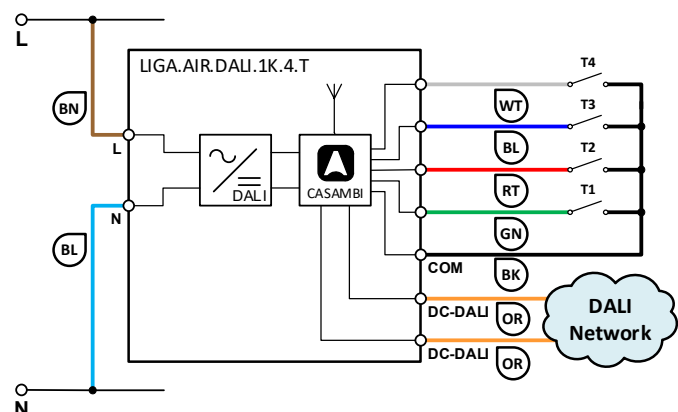 L
LIGA.AIR.DALI.1K.4.T
BN
L
DALI
CASAMBI
N
BL
T4
WT
T3
BL
T2
RT
T1
GN
COM
BK
DC-DALI
OR
DC-DALI
OR
DALI
Network
N